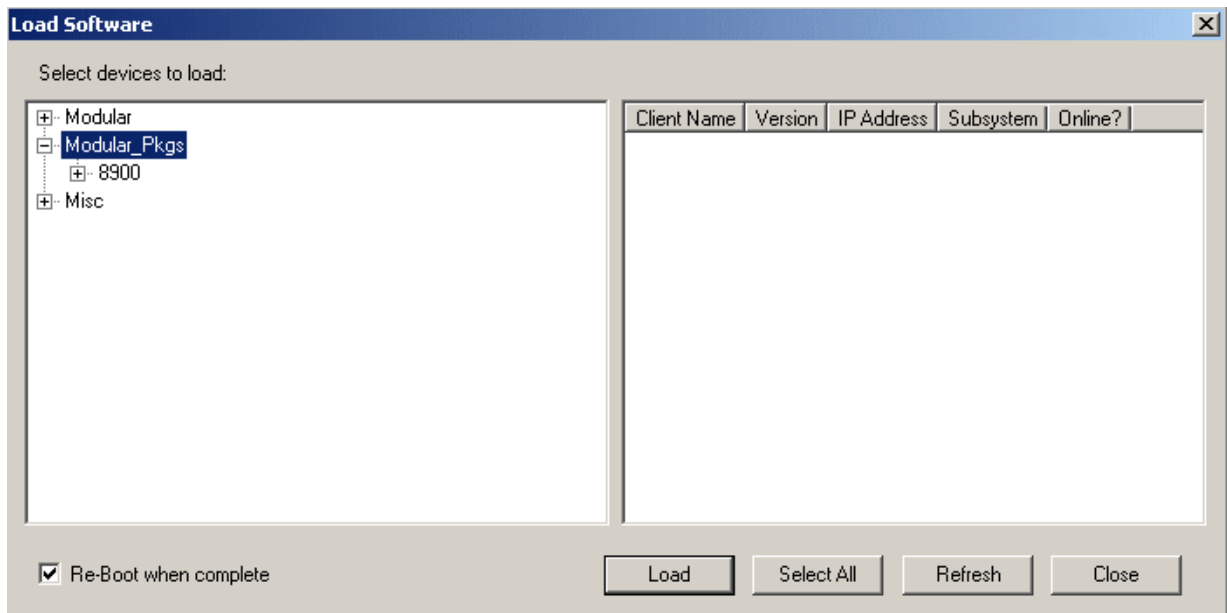 Load Software
Select devices to load:
Modular
Modular_Pkgs
8900
Misc
Client Name Version IP Address Subsystem Online?
Re-Boot when complete
Load Select All Refresh Close